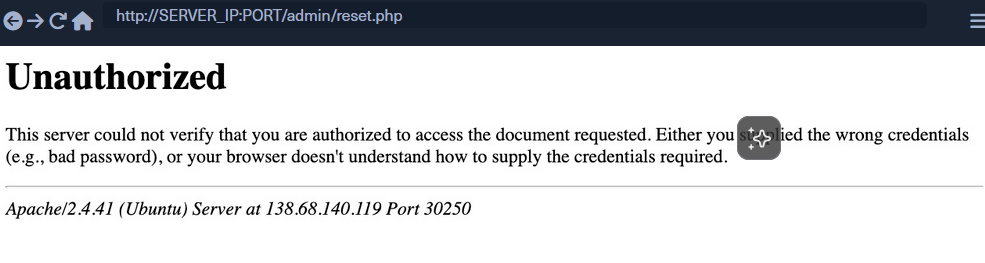 http://SERVER_IP:PORT/admin/reset.php
Unauthorized
This server could not verify that you are authorized to access the document requested. Either you supplied the wrong credentials
(e.g., bad password), or your browser doesn't understand how to supply the credentials required.
Apache/2.4.41 (Ubuntu) Server at 138.68.140.119 Port 30250